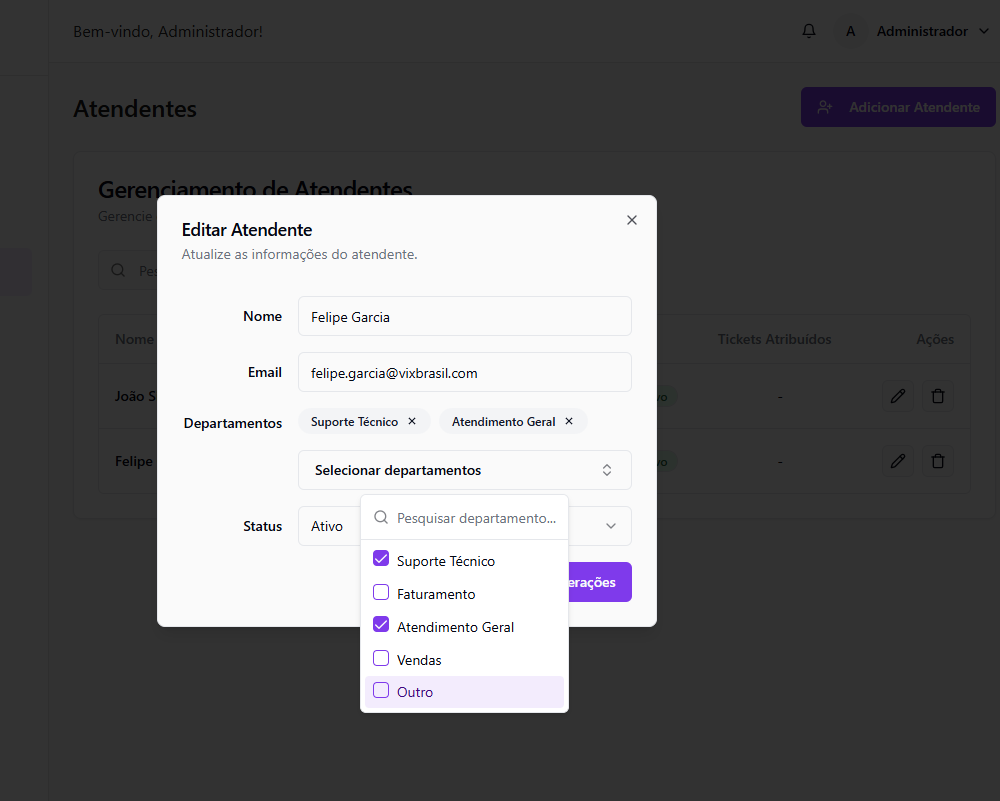 Bem-vindo, Administrador!
A
Administrador
Atendentes
Adicionar Atendente
Gerenciamento de Atendentes
Gerencie
Editar Atendente
Atualize as informações do atendente.
Nome
Felipe Garcia
Email
felipe.garcia@vixbrasil.com
Departamentos
Suporte Técnico
Atendimento Geral
Selecionar departamentos
Status
Ativo
Pesquisar departamento...
Suporte Técnico
Faturamento
Atendimento Geral
Vendas
Outro
Nome
Tickets Atribuídos
Ações
João S
-
Felipe
-